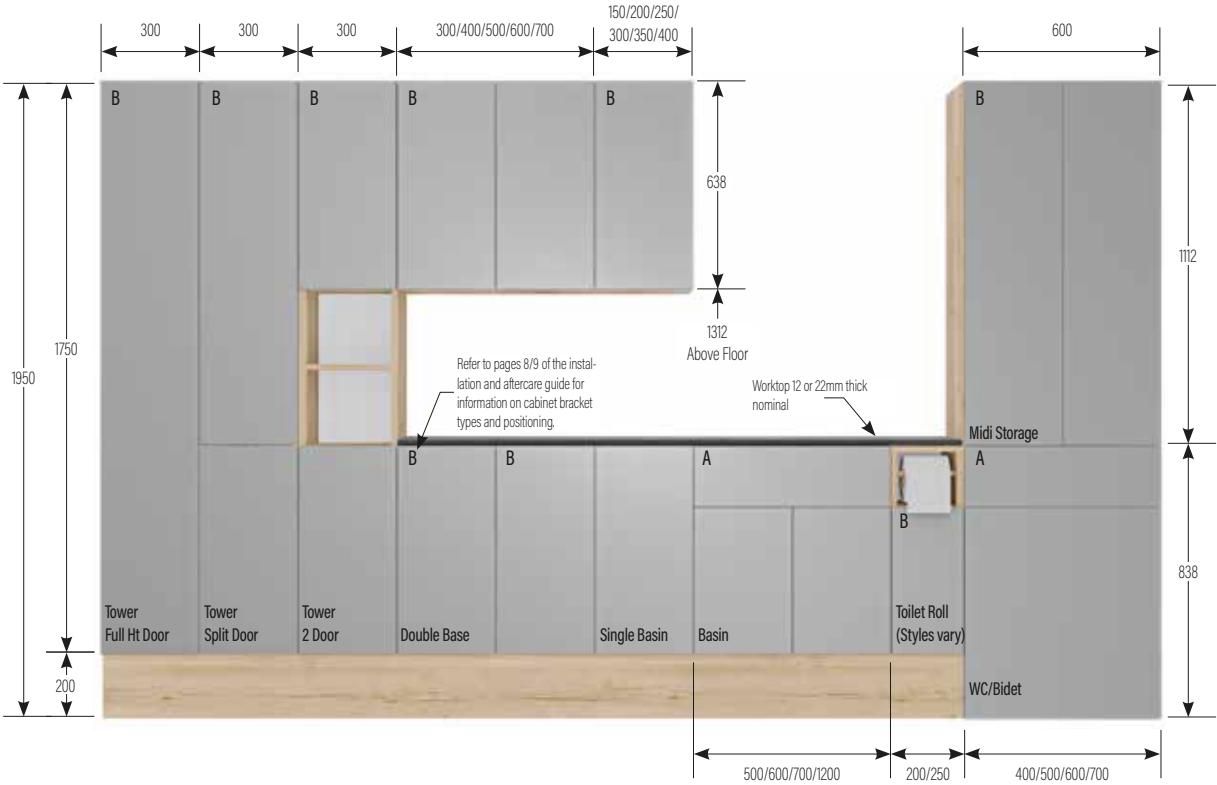 150/200/250/
300
300
300
300/400/500/600/700
300/350/400
600
B
B
B
B
B
B
638
1112
1750
1950
1312
Above Floor
Refer to pages 8/9 of the instal-
lation and aftercare guide for
information on cabinet bracket
types and positioning.
Worktop 12 or 22mm thick
nominal
Midi Storage
B
B
A
A
B
838
Tower
Full Ht Door
Tower
Split Door
Tower
2 Door
Double Base
Single Basin
Basin
Toilet Roll
(Styles vary)
200
WC/Bidet
500/600/700/1200
200/250
400/500/600/700